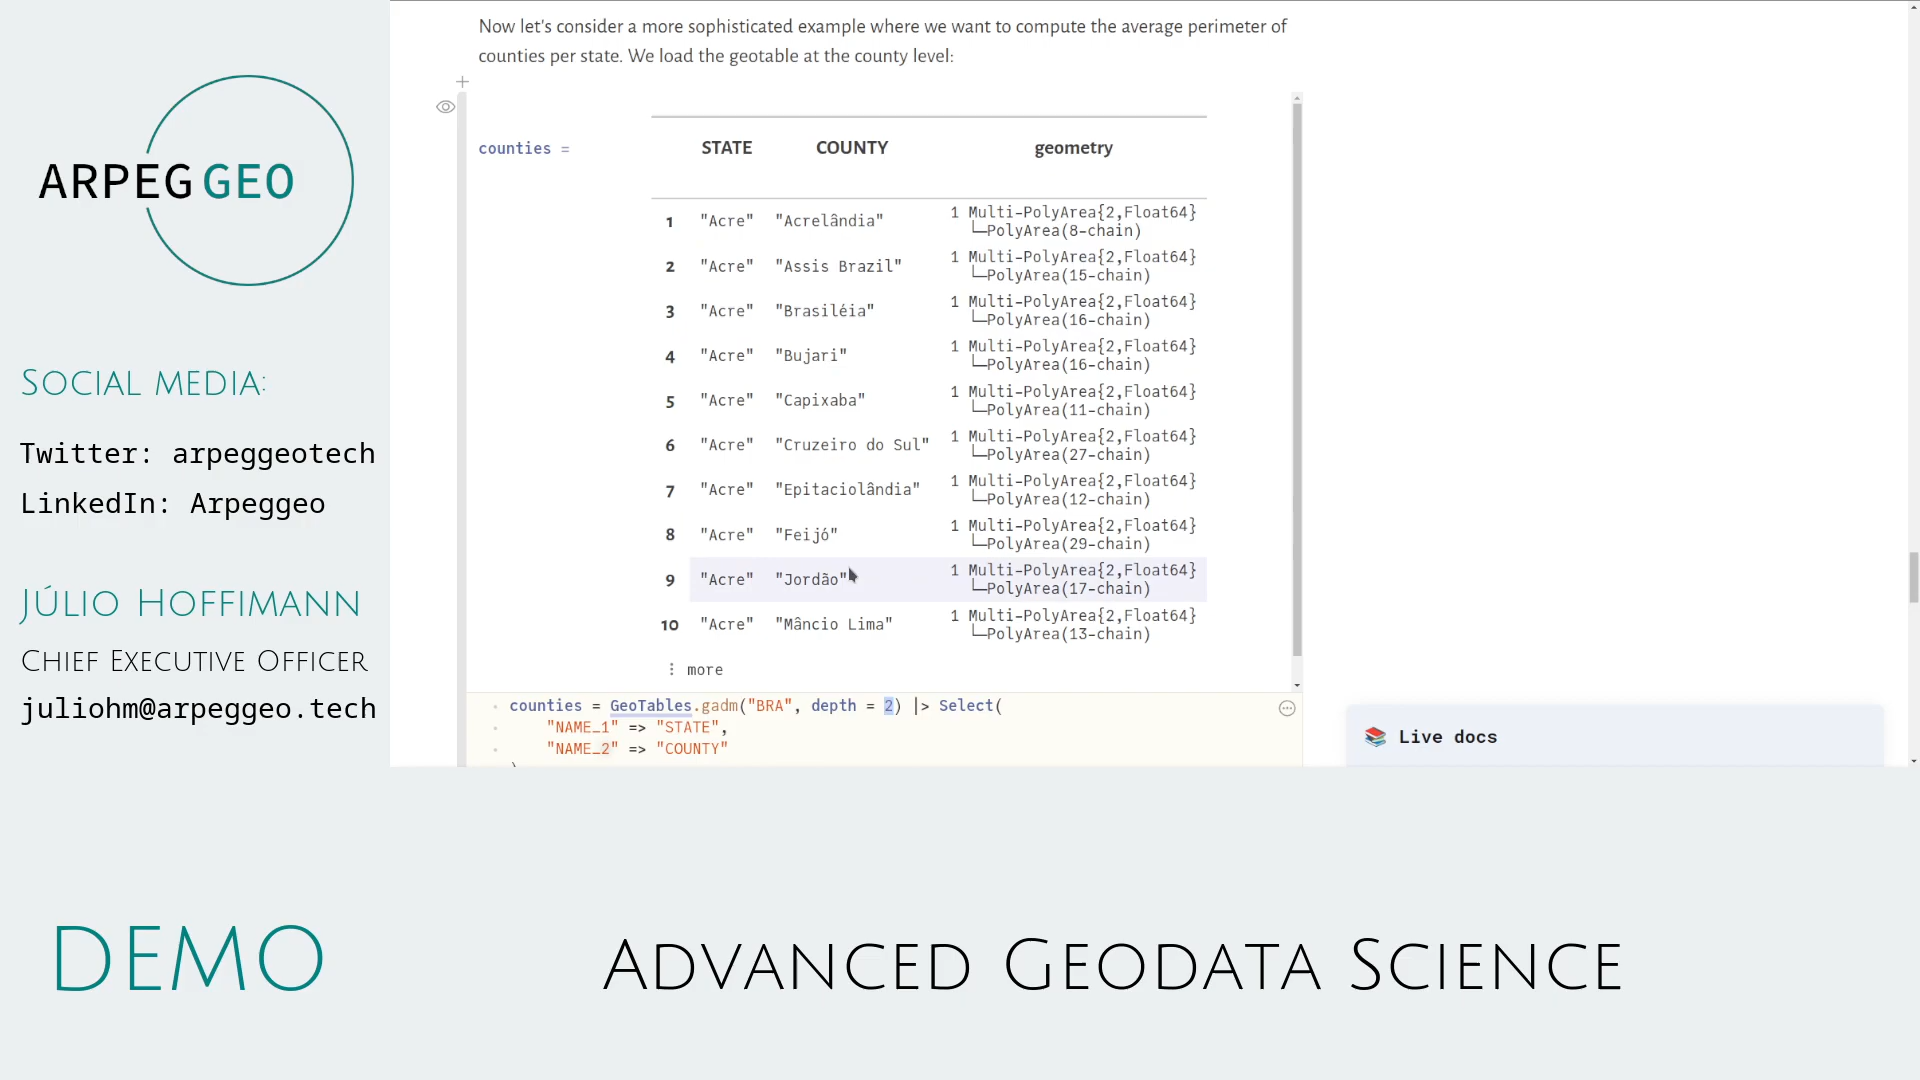 ARPEGGEO
SOCIAL MEDIA:
Twitter: arpeggeotech
LinkedIn: Arpeggeo
JÚLIO HOFFIMANN
CHIEF EXECUTIVE OFFICER
juliohm@arpeggeo.tech
Now let's consider a more sophisticated example where we want to compute the average perimeter of
counties per state. We load the geotable at the county level:
counties =
STATE COUNTY geometry
1 "Acre" "Acrelândia" 1 Multi-PolyArea{2,Float64}
└─PolyArea(8-chain)
2 "Acre" "Assis Brazil" 1 Multi-PolyArea{2,Float64}
└─PolyArea(15-chain)
3 "Acre" "Brasiléia" 1 Multi-PolyArea{2,Float64}
└─PolyArea(16-chain)
4 "Acre" "Bujari" 1 Multi-PolyArea{2,Float64}
└─PolyArea(16-chain)
5 "Acre" "Capixaba" 1 Multi-PolyArea{2,Float64}
└─PolyArea(11-chain)
6 "Acre" "Cruzeiro do Sul" 1 Multi-PolyArea{2,Float64}
└─PolyArea(27-chain)
7 "Acre" "Epitaciolândia" 1 Multi-PolyArea{2,Float64}
└─PolyArea(12-chain)
8 "Acre" "Feijó" 1 Multi-PolyArea{2,Float64}
└─PolyArea(29-chain)
9 "Acre" "Jordão" 1 Multi-PolyArea{2,Float64}
└─PolyArea(17-chain)
10 "Acre" "Mâncio Lima" 1 Multi-PolyArea{2,Float64}
└─PolyArea(13-chain)
⋮ more
counties = GeoTables.gadm("BRA", depth = 2) |> Select(
"NAME_1" => "STATE",
"NAME_2" => "COUNTY"
)
Live docs
DEMO
ADVANCED GEODATA SCIENCE